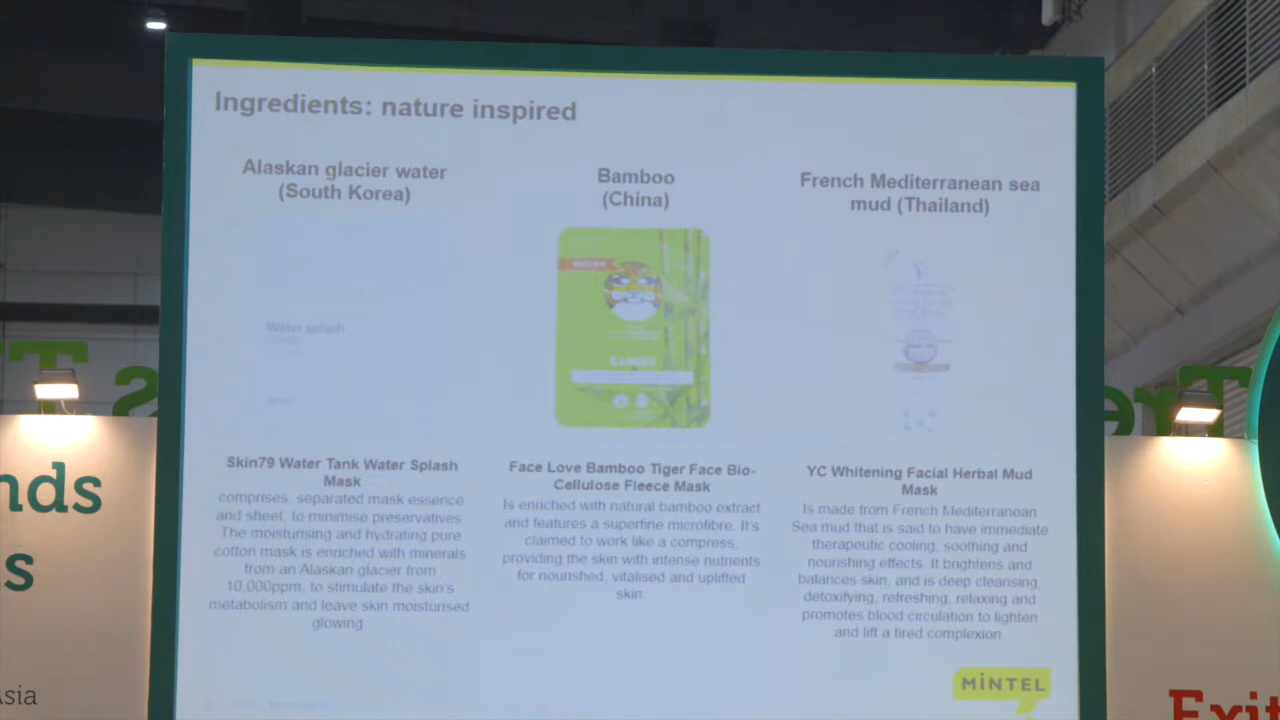 Ingredients: nature inspired
Alaskan glacier water
(South Korea)
Water splash
Skin79 Water Tank Water Splash
Mask
comprises separated mask essence
and sheet, to minimise preservatives.
The moisturising and hydrating pure
cotton mask is enriched with minerals
from an Alaskan glacier from
10,000ppm, to stimulate the skin's
metabolism and leave skin moisturised
glowing.
Bamboo
(China)
BAMBOO
Face Love Bamboo Tiger Face Bio-
Cellulose Fleece Mask
Is enriched with natural bamboo extract
and features a superfine microfibre. It's
claimed to work like a compress,
providing the skin with intense nutrients
for nourished, vitalised and uplifted
skin.
French Mediterranean sea
mud (Thailand)
YC Whitening Facial Herbal Mud
Mask
Is made from French Mediterranean
Sea mud that is said to have immediate
therapeutic cooling, soothing and
nourishing effects. It brightens and
balances skin, and is deep cleansing,
detoxifying, refreshing, relaxing and
promotes blood circulation to lighten
and lift a tired complexion.
MiNTEL
nds
s
Asia
s T
Tre
Exit